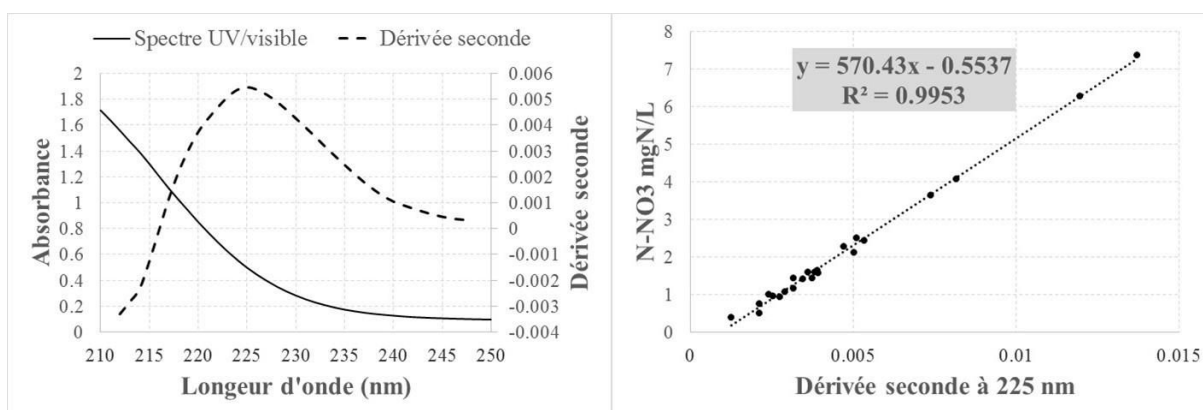 Spectre UV/visible
Dérivée seconde
Absorbance
2
1.8
1.6
1.4
1.2
1
0.8
0.6
0.4
0.2
0
0.006
0.005
0.004
0.003
0.002
0.001
0
-0.001
-0.002
-0.003
-0.004
Dérivée seconde
210 215 220 225 230 235 240 245 250
Longeur d'onde (nm)
y = 570.43x - 0.5537
R² = 0.9953
N-NO3 mgN/L
8
7
6
5
4
3
2
1
0
0 0.005 0.01 0.015
Dérivée seconde à 225 nm